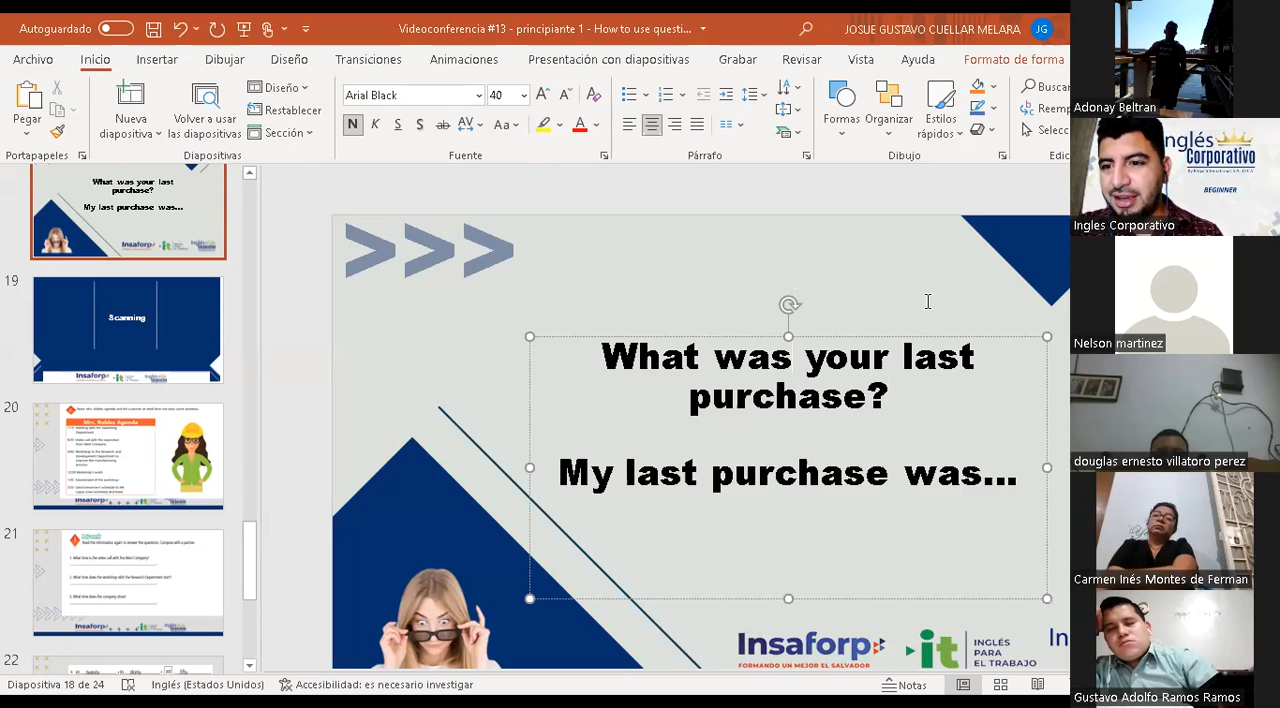 Autoguardado
Videoconferencia #13 - principiante 1 - How to use questi...
JOSUE GUSTAVO CUELLAR MELARA
JG
Archivo
Inicio
Insertar
Dibujar
Diseño
Transiciones
Presentación con diapositivas
Grabar
Revisar
Vista
Ayuda
Formato de forma
Pegar
Nueva
diapositiva
Volver a usar
las diapositivas
Diseño
Restablecer
Sección
Arial Black
40
N K S S ab AV Aa
Formas
Organizar
Estilos
rápidos
Buscar
Reemp
Selecc
Portapapeles
Diapositivas
Fuente
Párrafo
Dibujo
What was your last
purchase?
My last purchase was...
19
Scanning
20
Mrs. Robles Agenda
21
22
What was your last
purchase?
My last purchase was...
Insaforp
FORMANDO UN MEJOR EL SALVADOR
it
INGLÉS
PARA
EL TRABAJO
In
Diapositiva 18 de 24
Inglés (Estados Unidos)
Accesibilidad: es necesario investigar
Notas
Adonay Beltran
Inglés
Corporativo
BEGINNER
Ingles Corporativo
Nelson martinez
douglas ernesto villatoro perez
Carmen Inés Montes de Ferman
Gustavo Adolfo Ramos Ramos